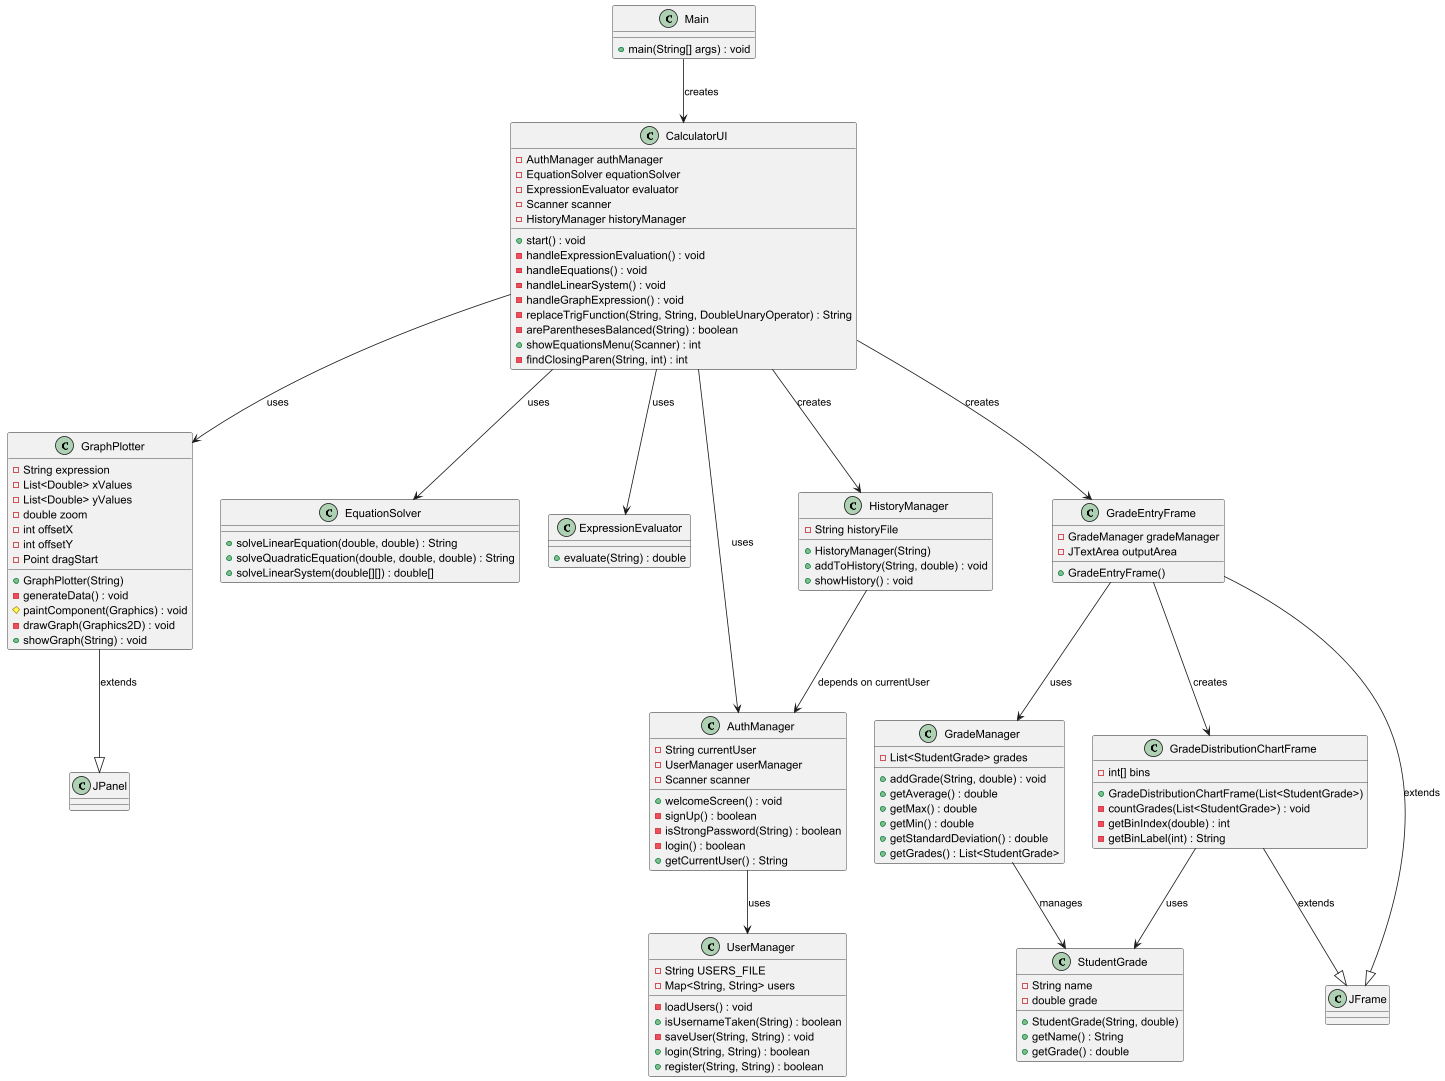 C Main
main(String[] args) : void
creates
C CalculatorUI
AuthManager authManager
EquationSolver equationSolver
ExpressionEvaluator evaluator
Scanner scanner
HistoryManager historyManager
start() : void
handleExpressionEvaluation() : void
handleEquations() : void
handleLinearSystem() : void
handleGraphExpression() : void
replaceTrigFunction(String, String, DoubleUnaryOperator) : String
areParenthesesBalanced(String) : boolean
showEquationsMenu(Scanner) : int
findClosingParen(String, int) : int
uses
uses
uses
uses
creates
creates
C GraphPlotter
String expression
List<Double> xValues
List<Double> yValues
double zoom
int offsetX
int offsetY
Point dragStart
GraphPlotter(String)
generateData() : void
paintComponent(Graphics) : void
drawGraph(Graphics2D) : void
showGraph(String) : void
extends
C JPanel
C EquationSolver
solveLinearEquation(double, double) : String
solveQuadraticEquation(double, double, double) : String
solveLinearSystem(double[][]) : double[]
C ExpressionEvaluator
evaluate(String) : double
C HistoryManager
String historyFile
HistoryManager(String)
addToHistory(String, double) : void
showHistory() : void
depends on currentUser
C GradeEntryFrame
GradeManager gradeManager
JTextArea outputArea
GradeEntryFrame()
uses
creates
extends
C AuthManager
String currentUser
UserManager userManager
Scanner scanner
welcomeScreen() : void
signUp() : boolean
isStrongPassword(String) : boolean
login() : boolean
getCurrentUser() : String
uses
C GradeManager
List<StudentGrade> grades
addGrade(String, double) : void
getAverage() : double
getMax() : double
getMin() : double
getStandardDeviation() : double
getGrades() : List<StudentGrade>
manages
C GradeDistributionChartFrame
int[] bins
GradeDistributionChartFrame(List<StudentGrade>)
countGrades(List<StudentGrade>) : void
getBinIndex(double) : int
getBinLabel(int) : String
uses
extends
C UserManager
String USERS_FILE
Map<String, String> users
loadUsers() : void
isUsernameTaken(String) : boolean
saveUser(String, String) : void
login(String, String) : boolean
register(String, String) : boolean
C StudentGrade
String name
double grade
StudentGrade(String, double)
getName() : String
getGrade() : double
C JFrame